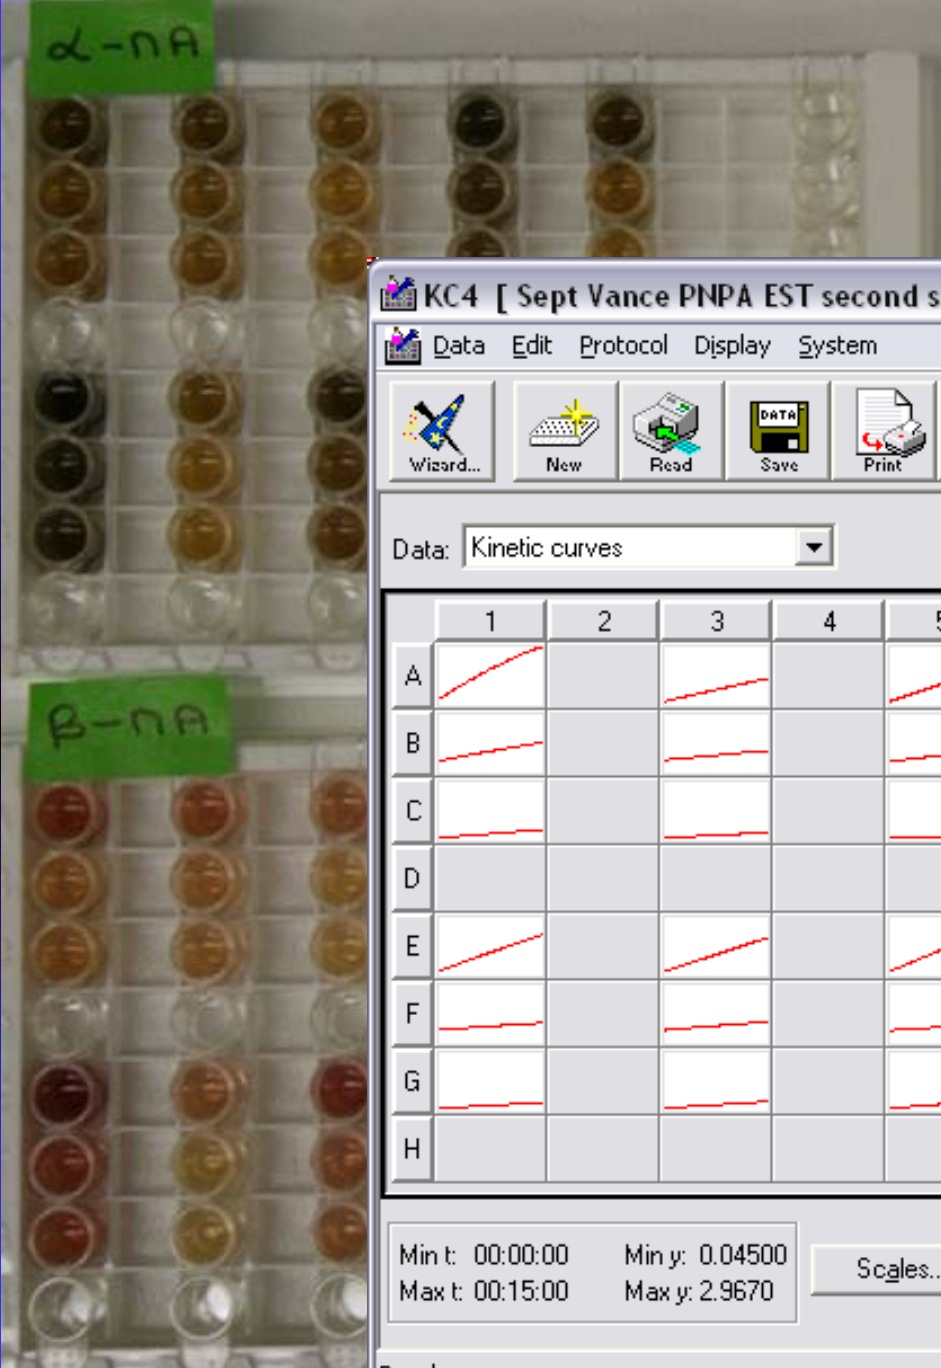 α-nA
KC4 [ Sept Vance PNPA EST second s
Data Edit Protocol Display System
Wizard... New Read Save Print
DATA
Data: Kinetic curves
1 2 3 4 5
A
B
C
D
E
F
G
H
Min t: 00:00:00 Min y: 0.04500
Max t: 00:15:00 Max y: 2.9670
Scales..
β-nA